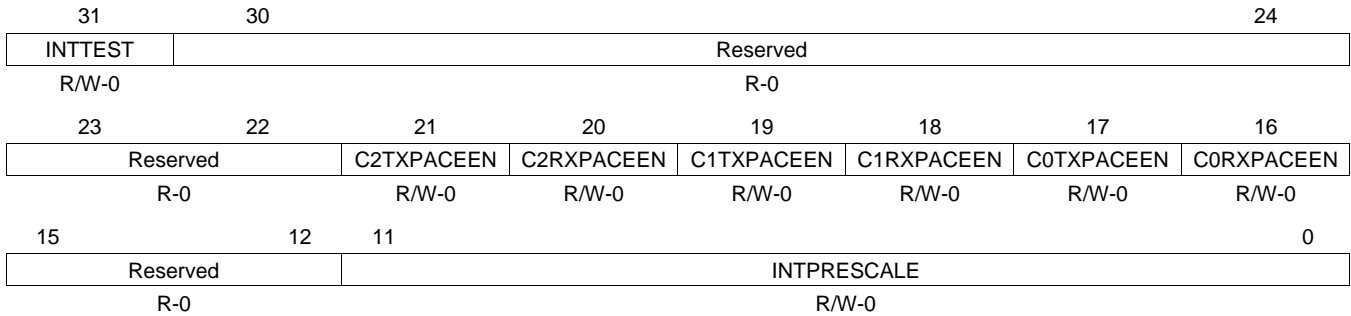 31 30 24
INTTEST Reserved
R/W-0 R-0
23 22 21 20 19 18 17 16
Reserved C2TXPACEEN C2RXPACEEN C1TXPACEEN C1RXPACEEN C0TXPACEEN C0RXPACEEN
R-0 R/W-0 R/W-0 R/W-0 R/W-0 R/W-0 R/W-0
15 12 11 0
Reserved INTPRESCALE
R-0 R/W-0